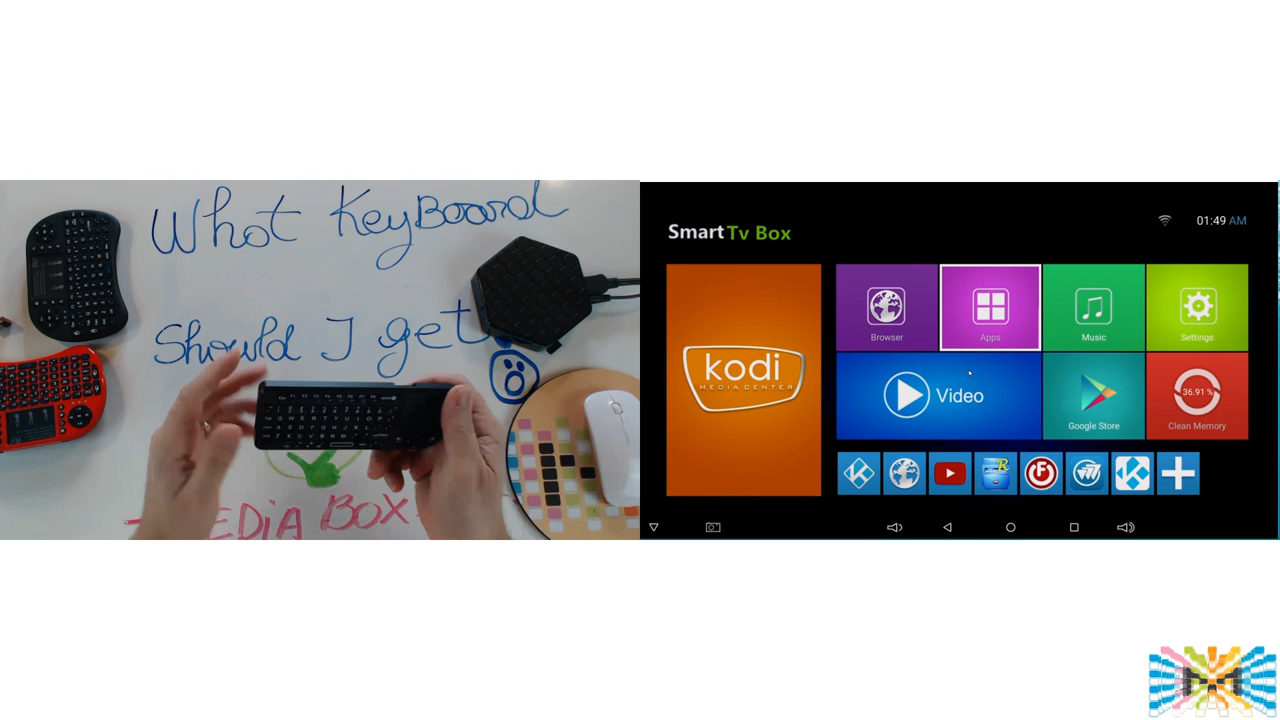 What KeyBoard
Should I get
EDiA BOX
Smart Tv Box
01:49 AM
kodi
MEDIA CENTER
Browser
Apps
Music
Settings
Video
Google Store
36.91 %
Clean Memory